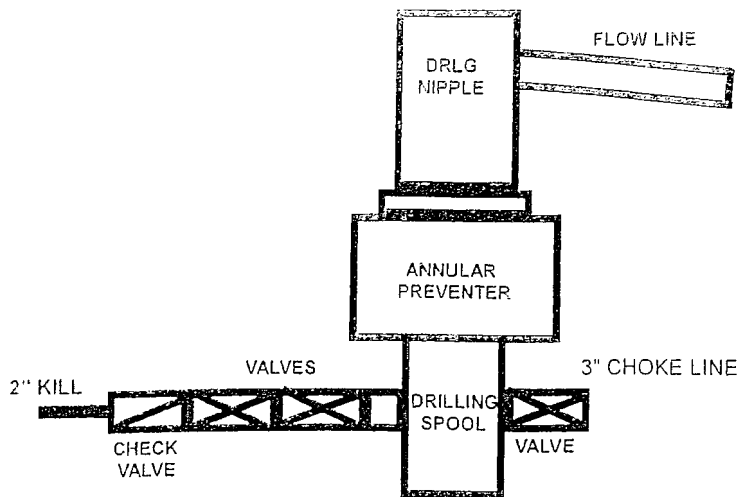 FLOW LINE
DRLG
NIPPLE
ANNULAR
PREVENTER
VALVES
3" CHOKE LINE
2" KILL
DRILLING
SPOOL
CHECK
VALVE
VALVE